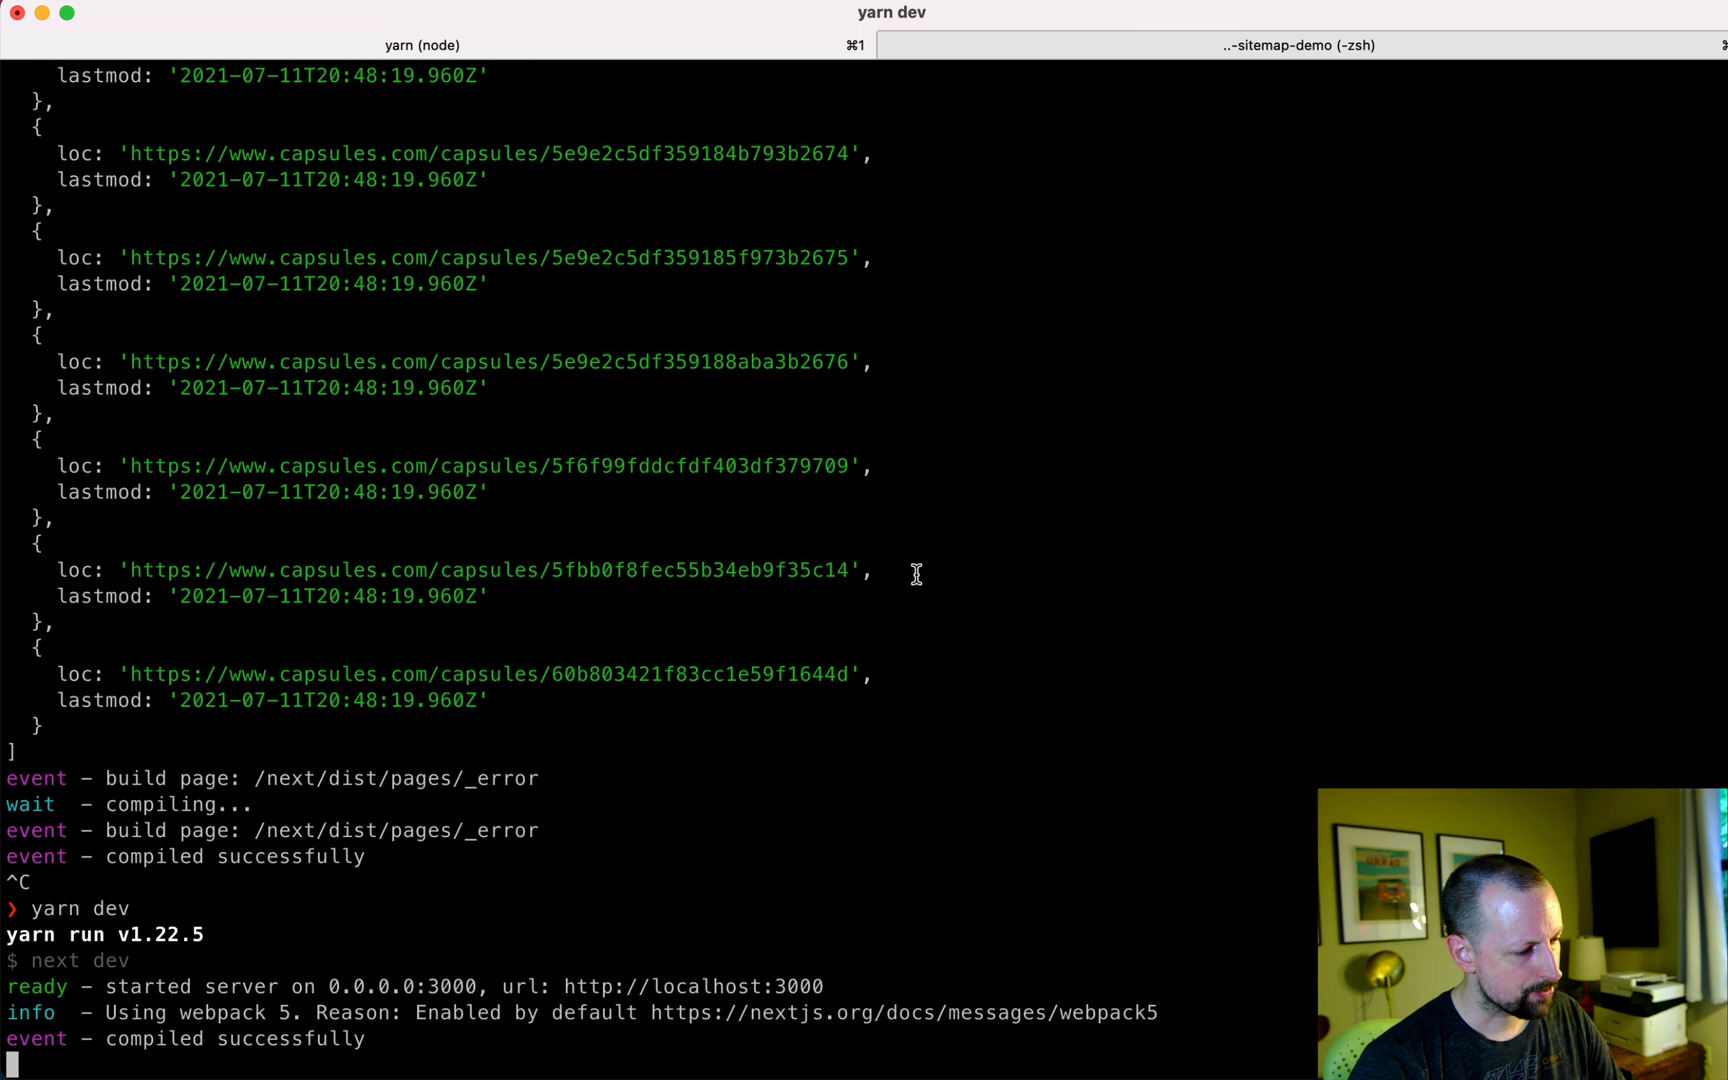 yarn dev
yarn (node) ⌘1 ..-sitemap-demo (-zsh)
lastmod: '2021-07-11T20:48:19.960Z'
},
{
loc: 'https://www.capsules.com/capsules/5e9e2c5df359184b793b2674',
lastmod: '2021-07-11T20:48:19.960Z'
},
{
loc: 'https://www.capsules.com/capsules/5e9e2c5df359185f973b2675',
lastmod: '2021-07-11T20:48:19.960Z'
},
{
loc: 'https://www.capsules.com/capsules/5e9e2c5df359188aba3b2676',
lastmod: '2021-07-11T20:48:19.960Z'
},
{
loc: 'https://www.capsules.com/capsules/5f6f99fddcfdf403df379709',
lastmod: '2021-07-11T20:48:19.960Z'
},
{
loc: 'https://www.capsules.com/capsules/5fbb0f8fec55b34eb9f35c14',
lastmod: '2021-07-11T20:48:19.960Z'
},
{
loc: 'https://www.capsules.com/capsules/60b803421f83cc1e59f1644d',
lastmod: '2021-07-11T20:48:19.960Z'
}
]
event - build page: /next/dist/pages/_error
wait - compiling...
event - build page: /next/dist/pages/_error
event - compiled successfully
^C
❯ yarn dev
yarn run v1.22.5
$ next dev
ready - started server on 0.0.0.0:3000, url: http://localhost:3000
info - Using webpack 5. Reason: Enabled by default https://nextjs.org/docs/messages/webpack5
event - compiled successfully